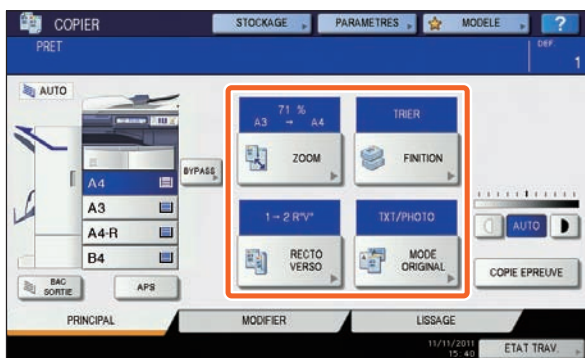 COPIER
STOCKAGE
PARAMETRES
MODELE
?
PRET
DEF.
1
AUTO
71 %
A3 → A4
ZOOM
TRIER
FINITION
BYPASS
A4
A3
A4-R
B4
1→2 R"V"
RECTO
VERSO
TXT/PHOTO
MODE
ORIGINAL
AUTO
COPIE EPREUVE
BAC
SORTIE
APS
PRINCIPAL
MODIFIER
LISSAGE
11/11/2011
15:40
ETAT TRAV.